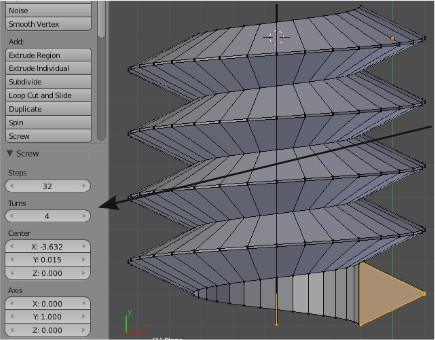 Noise
Smooth Vertex
Add:
Extrude Region
Extrude Individual
Subdivide
Loop Cut and Slide
Duplicate
Spin
Screw
Screw
Steps
32
Turns
4
Center
X: -3.632
Y: 0.015
Z: 0.000
Axis
X: 0.000
Y: 1.000
Z: 0.000
Y